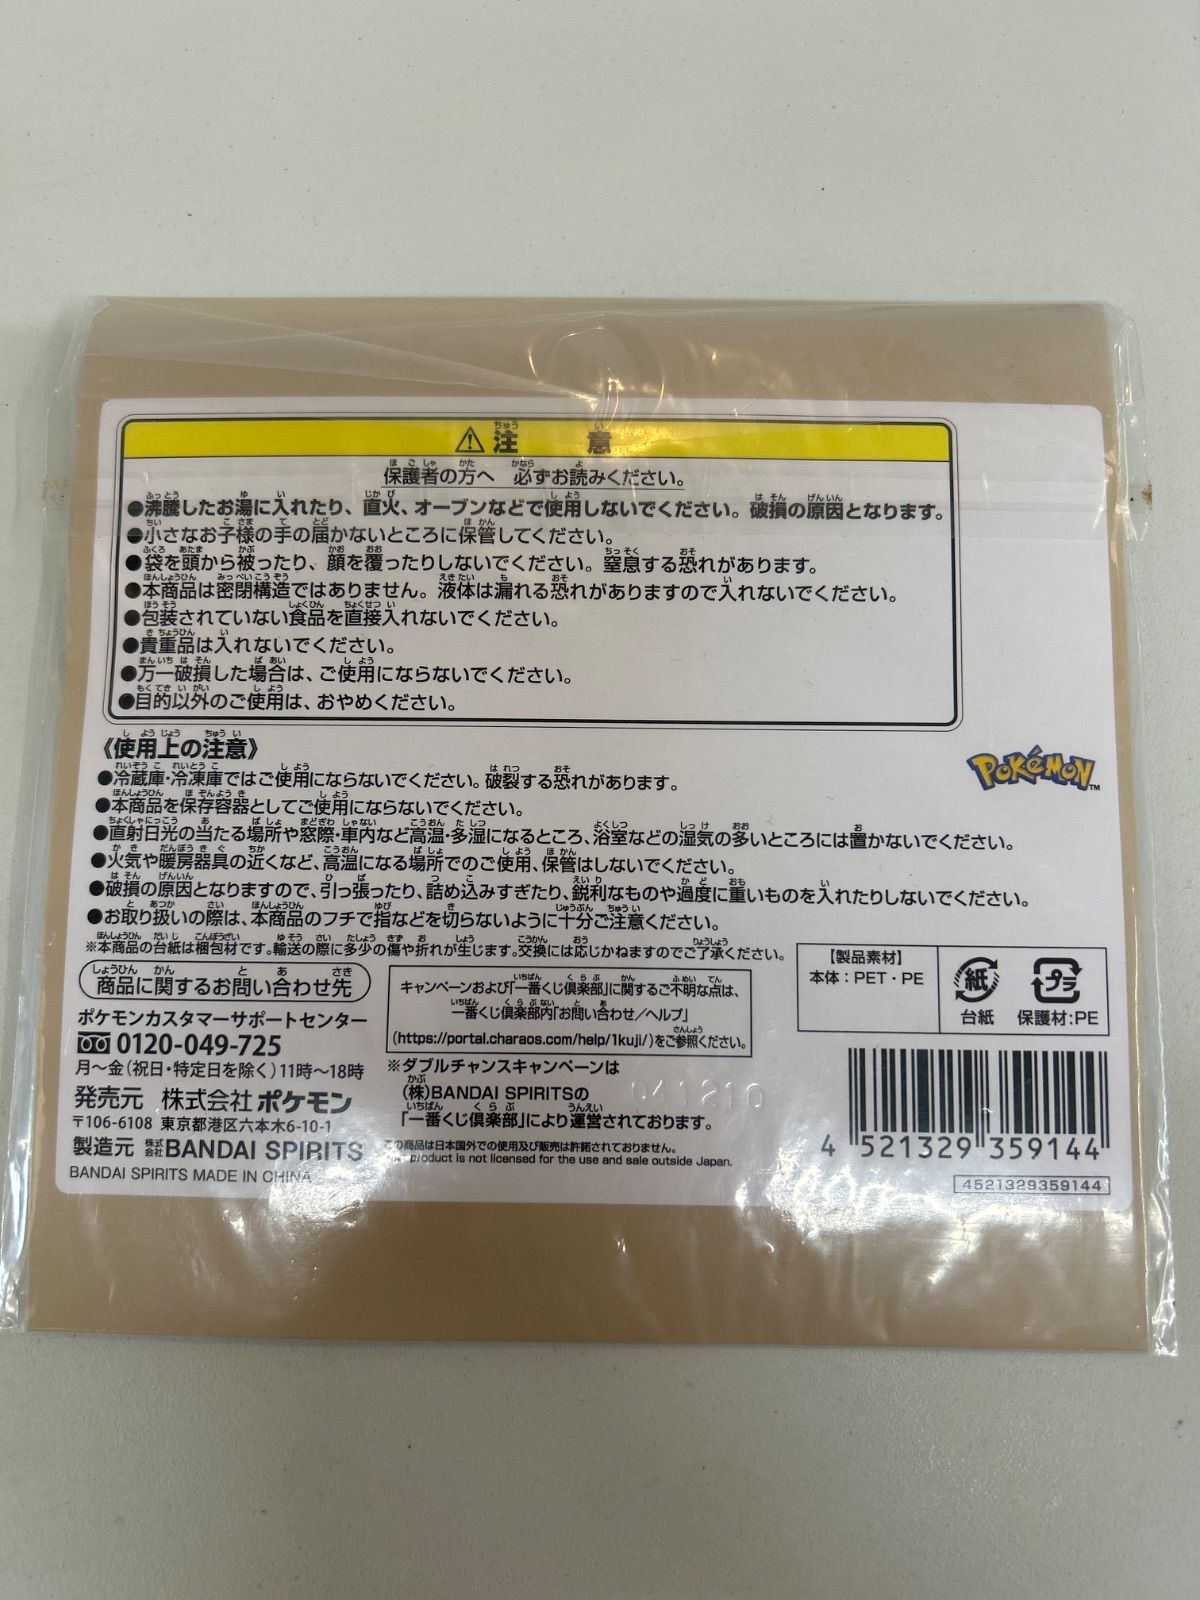 ⚠注意
保護者の方へ 必ずお読みください。
●沸騰したお湯に入れたり、直火、オーブンなどで使用しないでください。破損の原因となります。
●小さなお子様の手の届かないところに保管してください。
●袋を頭から被ったり、顔を覆ったりしないでください。窒息する恐れがあります。
●本商品は密閉構造ではありません。液体は漏れる恐れがありますので入れないでください。
●包装されていない食品を直接入れないでください。
●貴重品は入れないでください。
●万一破損した場合は、ご使用にならないでください。
●目的以外のご使用は、おやめください。
《使用上の注意》
●冷蔵庫・冷凍庫ではご使用にならないでください。破裂する恐れがあります。
●本商品を保存容器としてご使用にならないでください。
●直射日光の当たる場所や窓際・車内など高温・多湿になるところ、浴室などの湿気の多いところには置かないでください。
●火気や暖房器具の近くなど、高温になる場所でのご使用、保管はしないでください。
●破損の原因となりますので、引っ張ったり、詰め込みすぎたり、鋭利なものや過度に重いものを入れたりしないでください。
●お取り扱いの際は、本商品のフチで指などを切らないように十分ご注意ください。
※本商品の台紙は梱包材です。輸送の際に多少の傷や折れが生じます。交換には応じかねますのでご了承ください。
POKéMON™
商品に関するお問い合わせ先
ポケモンカスタマーサポートセンター
0120-049-725
月～金(祝日・特定日を除く)11時～18時
発売元 株式会社ポケモン
〒106-6108 東京都港区六本木6-10-1
製造元 株式会社BANDAI SPIRITS
BANDAI SPIRITS MADE IN CHINA
キャンペーンおよび「一番くじ倶楽部」に関するご不明な点は、
一番くじ倶楽部内「お問い合わせ/ヘルプ」
(https://portal.charaos.com/help/1kuji/)をご参照ください。
※ダブルチャンスキャンペーンは
(株)BANDAI SPIRITSの
「一番くじ倶楽部」により運営されております。
041210
この商品は日本国外での使用及び販売は許諾されておりません。
product is not licensed for the use and sale outside Japan.
【製品素材】
本体：PET・PE
紙
台紙
プラ
保護材:PE
4 521329 359144
4521329359144